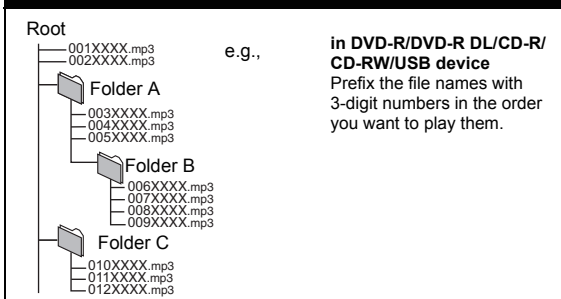 Root
001XXXX.mp3
002XXXX.mp3
Folder A
003XXXX.mp3
004XXXX.mp3
005XXXX.mp3
Folder B
006XXXX.mp3
007XXXX.mp3
008XXXX.mp3
009XXXX.mp3
Folder C
010XXXX.mp3
011XXXX.mp3
012XXXX.mp3
e.g.,
in DVD-R/DVD-R DL/CD-R/
CD-RW/USB device
Prefix the file names with
3-digit numbers in the order
you want to play them.